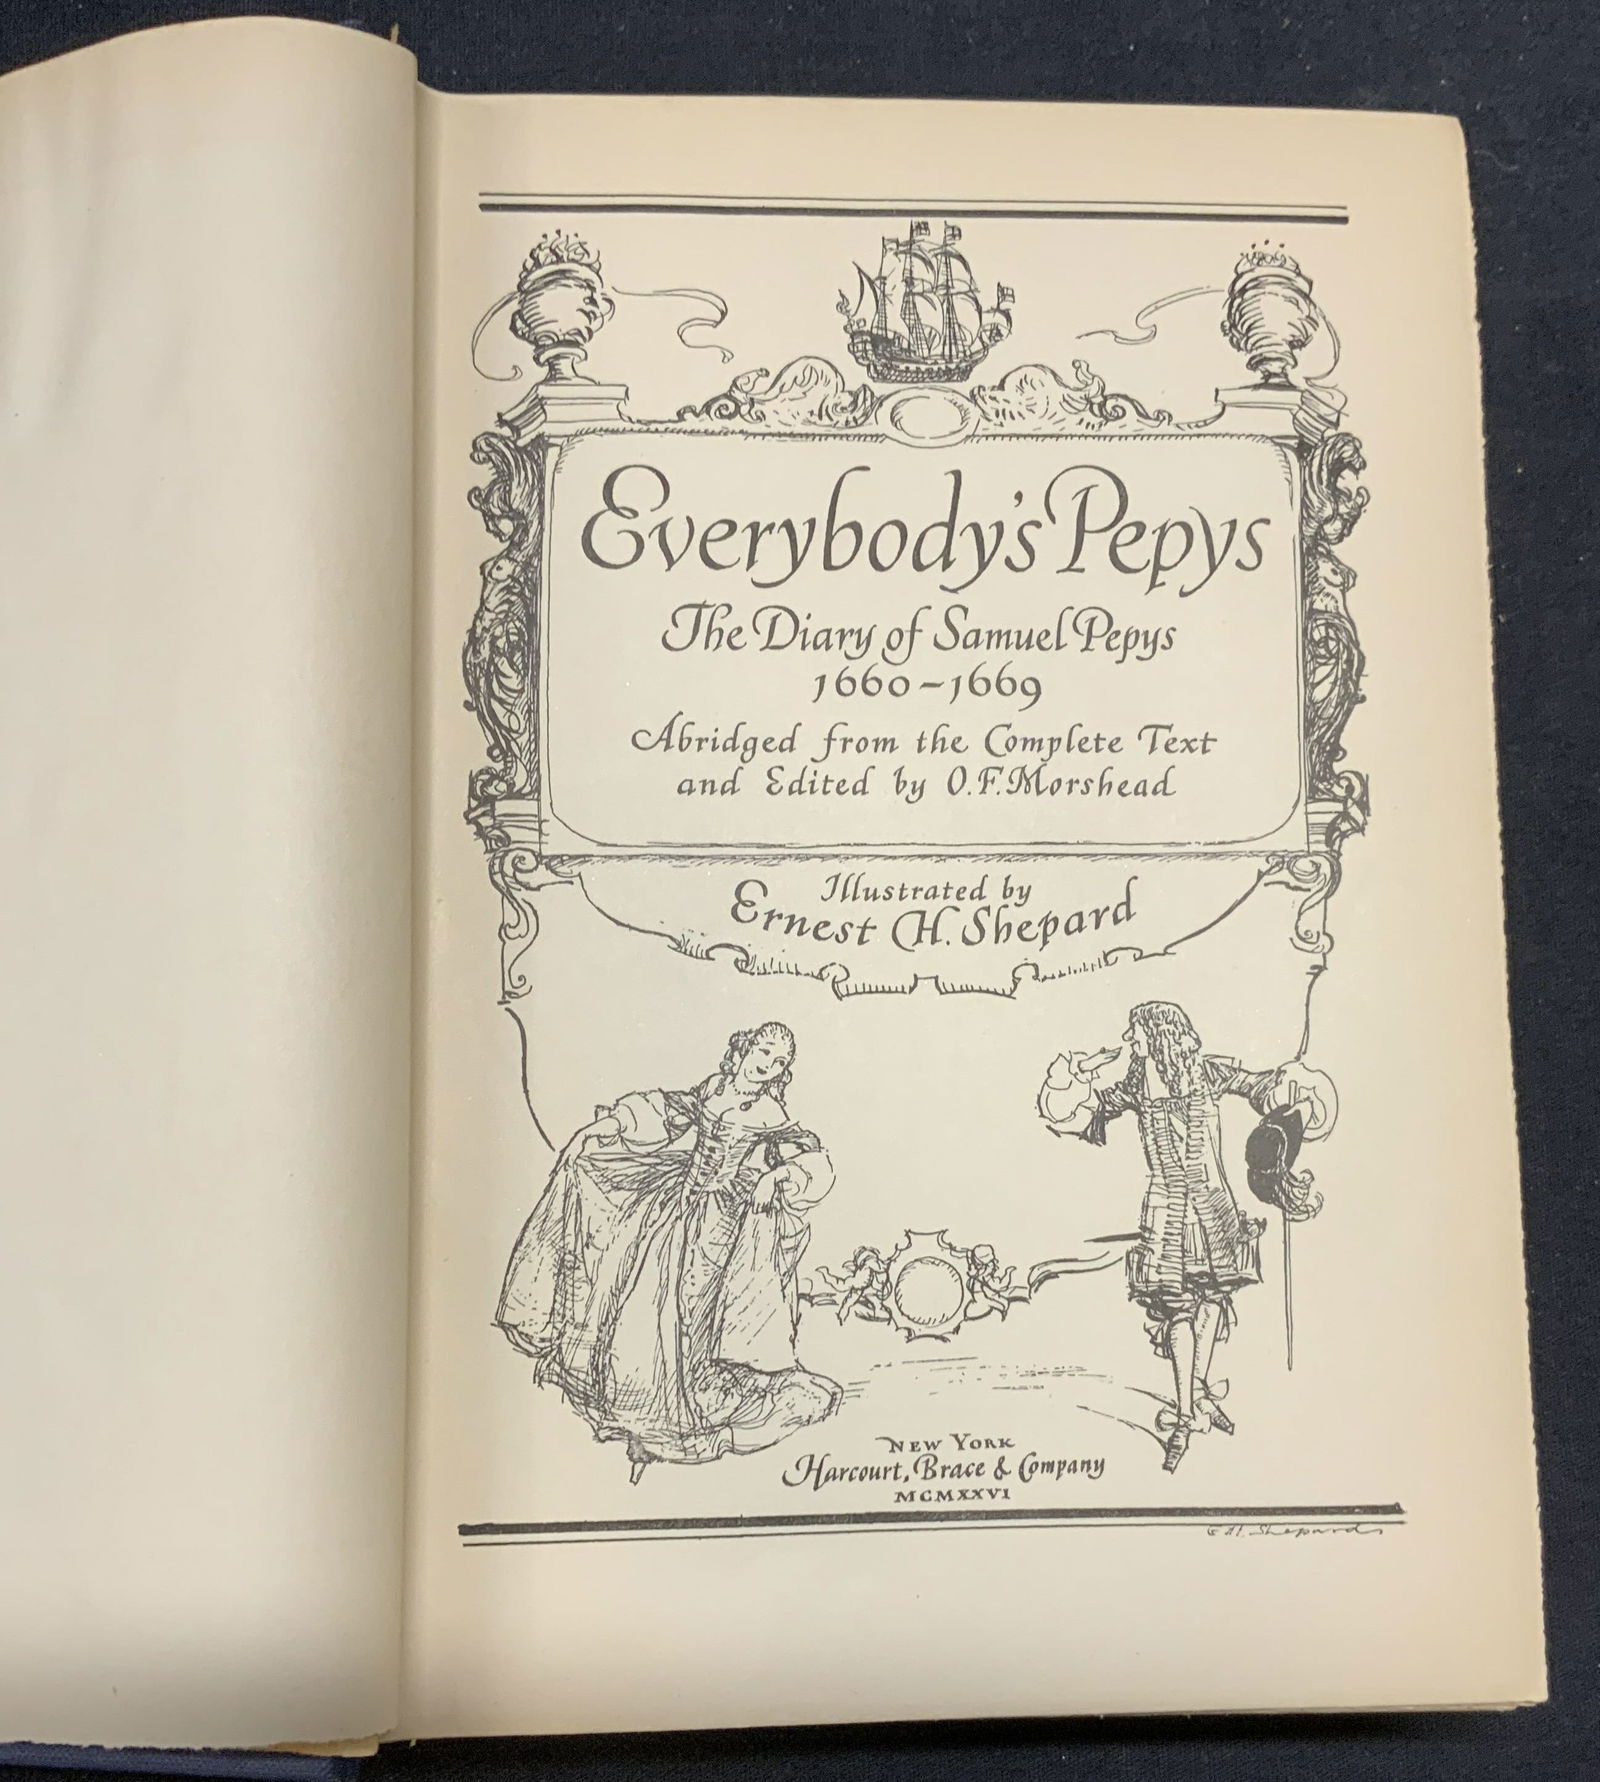 Everybody's Pepys
The Diary of Samuel Pepys
1660-1669
Abridged from the Complete Text
and Edited by O.F. Morshead
Illustrated by
Ernest H. Shepard
NEW YORK
Harcourt, Brace & Company
MCMXXVI
E.H. Shepard